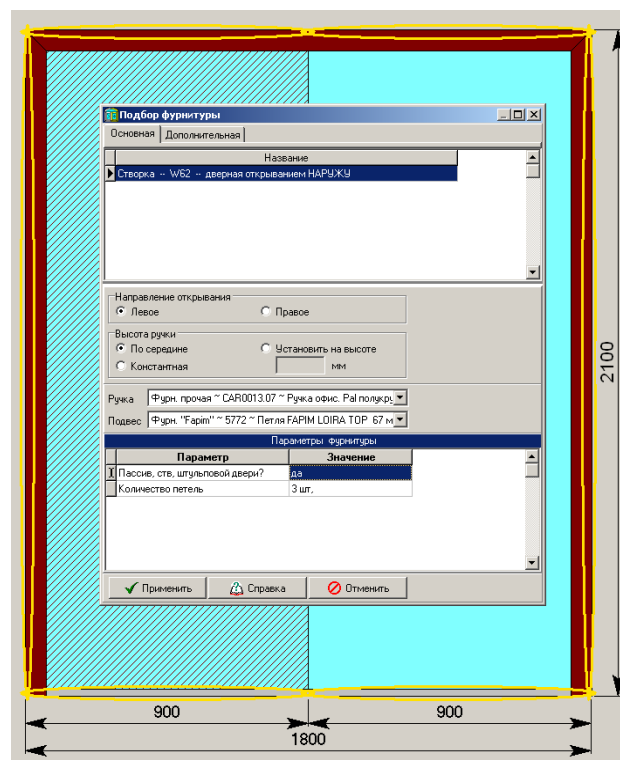 Подбор фурнитуры
Основная Дополнительная
Название
Створка -- W62 -- дверная открыванием НАРУЖУ
Направление открывания
Левое Правое
Высота ручки
По середине Установить на высоте
Константная мм
Ручка Фурн. прочая ~ CAR0013.07 ~ Ручка офис. Pal полукру
Подвес Фурн. "Fapim" ~ 5772 ~ Петля FAPIM LOIRA TOP 67 м
Параметры фурнитуры
Параметр Значение
Пассив, ств, штульповой двери? да
Количество петель 3 шт,
Применить Справка Отменить
2100
900 900
1800